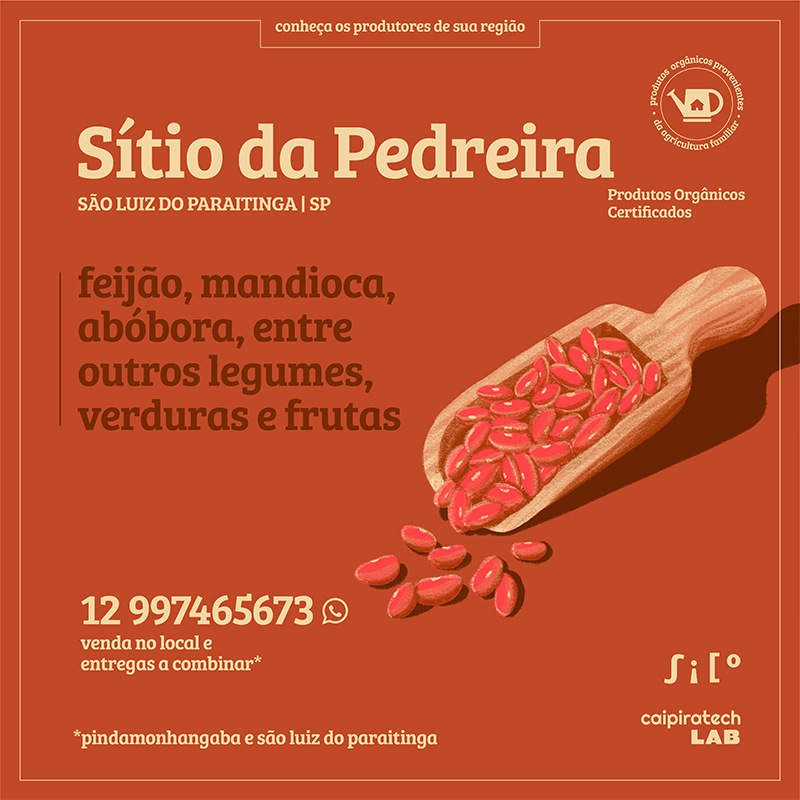 conheça os produtores de sua região
produtos orgânicos provenientes
da agricultura familiar
Sítio da Pedreira
SÃO LUIZ DO PARAITINGA | SP
Produtos Orgânicos
Certificados
feijão, mandioca,
abóbora, entre
outros legumes,
verduras e frutas
12 997465673
venda no local e
entregas a combinar*
silo
caipiratech
LAB
*pindamonhangaba e são luiz do paraitinga